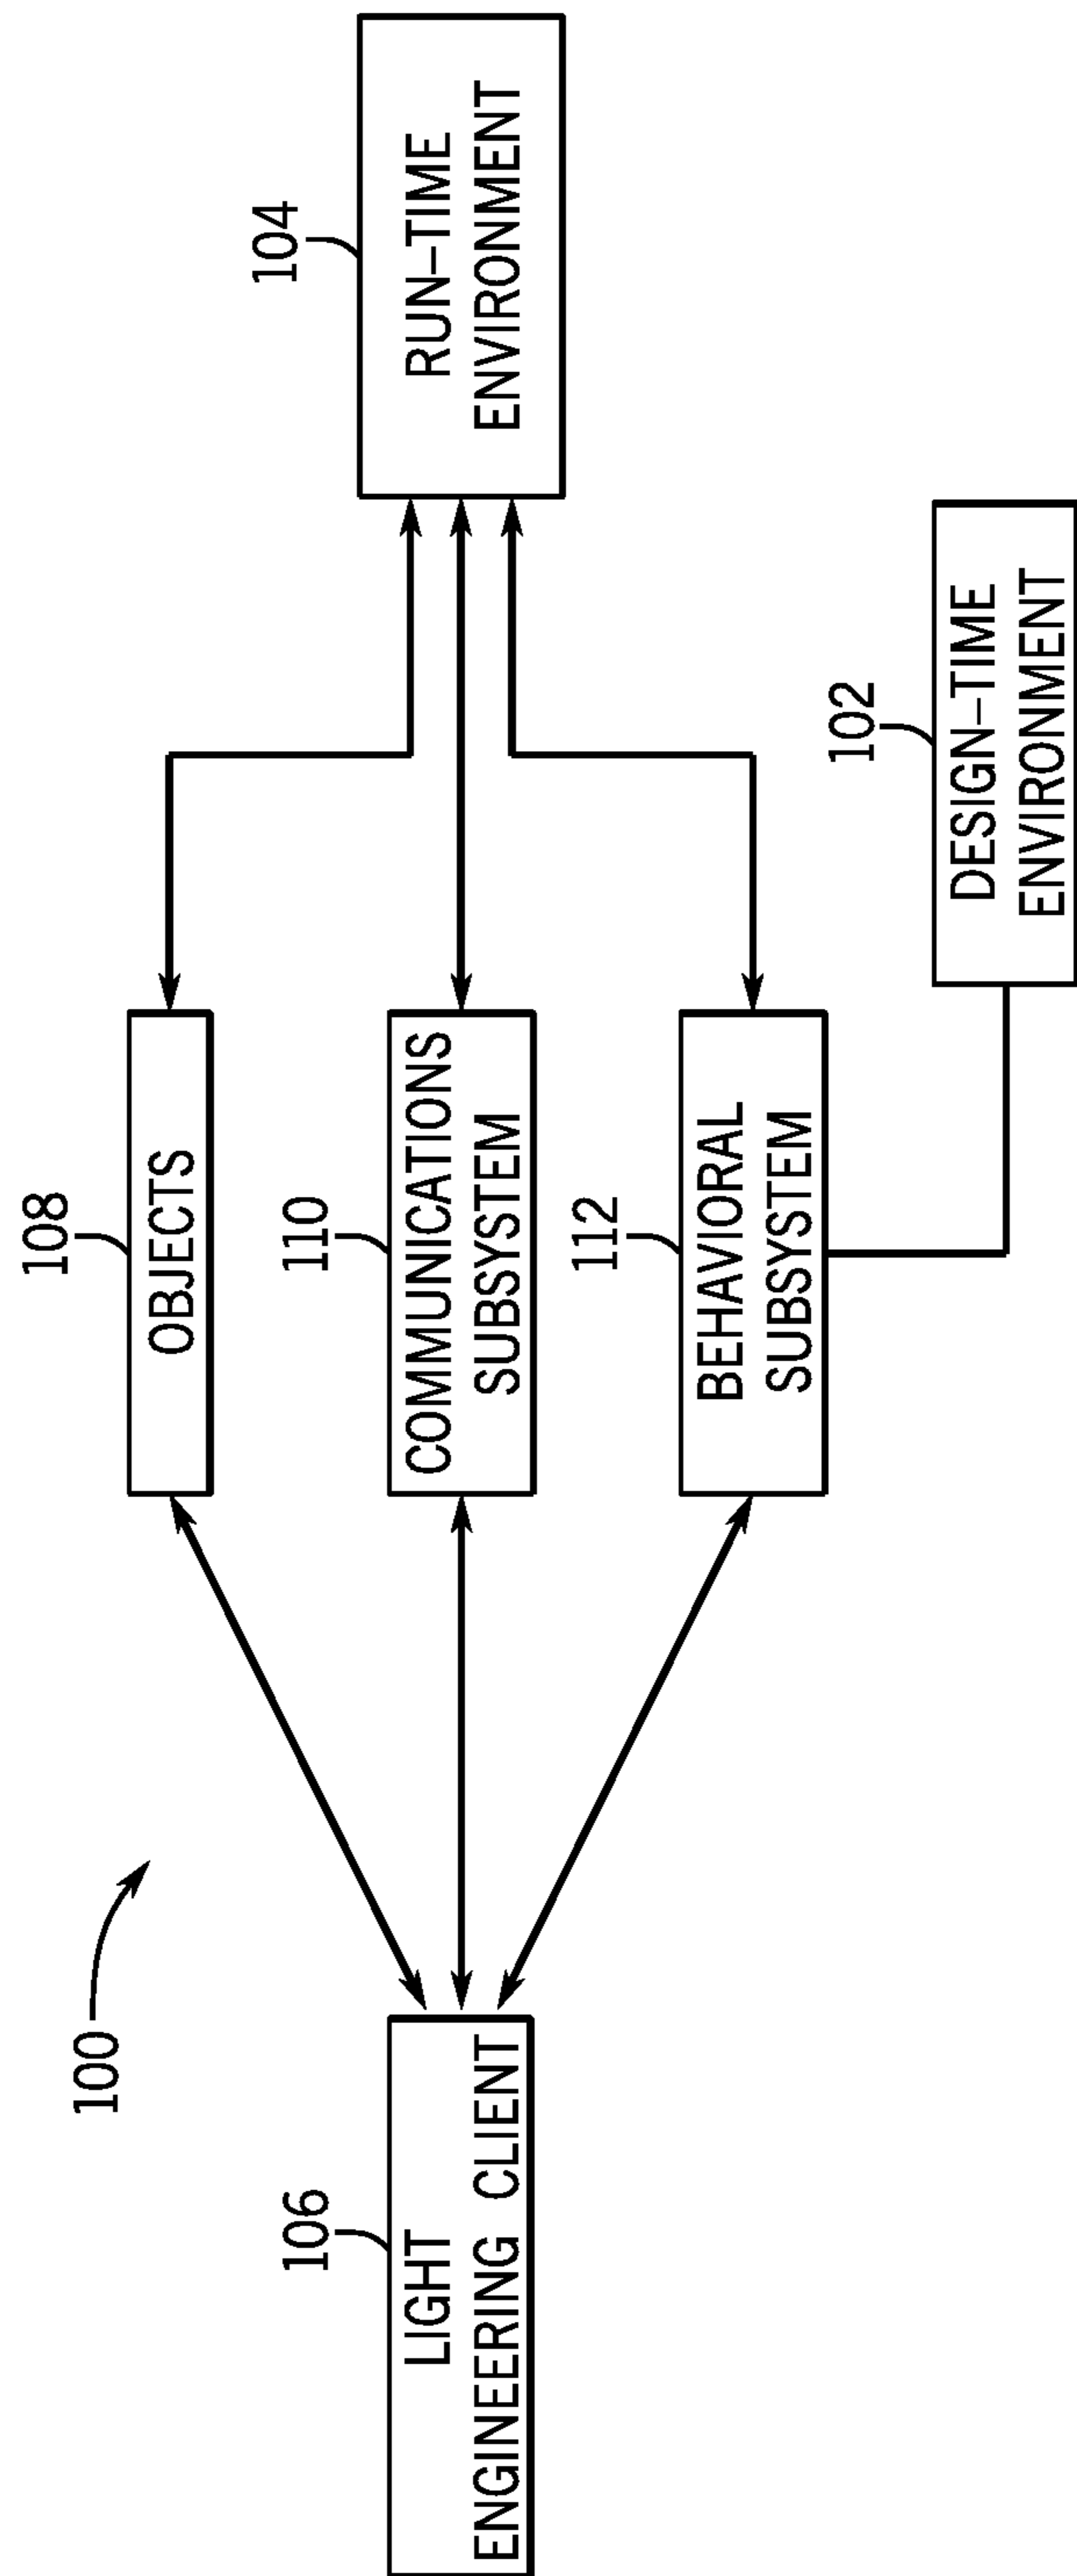 100
108
OBJECTS
104
RUN-TIME
ENVIRONMENT
106
LIGHT
ENGINEERING CLIENT
110
COMMUNICATIONS
SUBSYSTEM
112
BEHAVIORAL
SUBSYSTEM
102
DESIGN-TIME
ENVIRONMENT